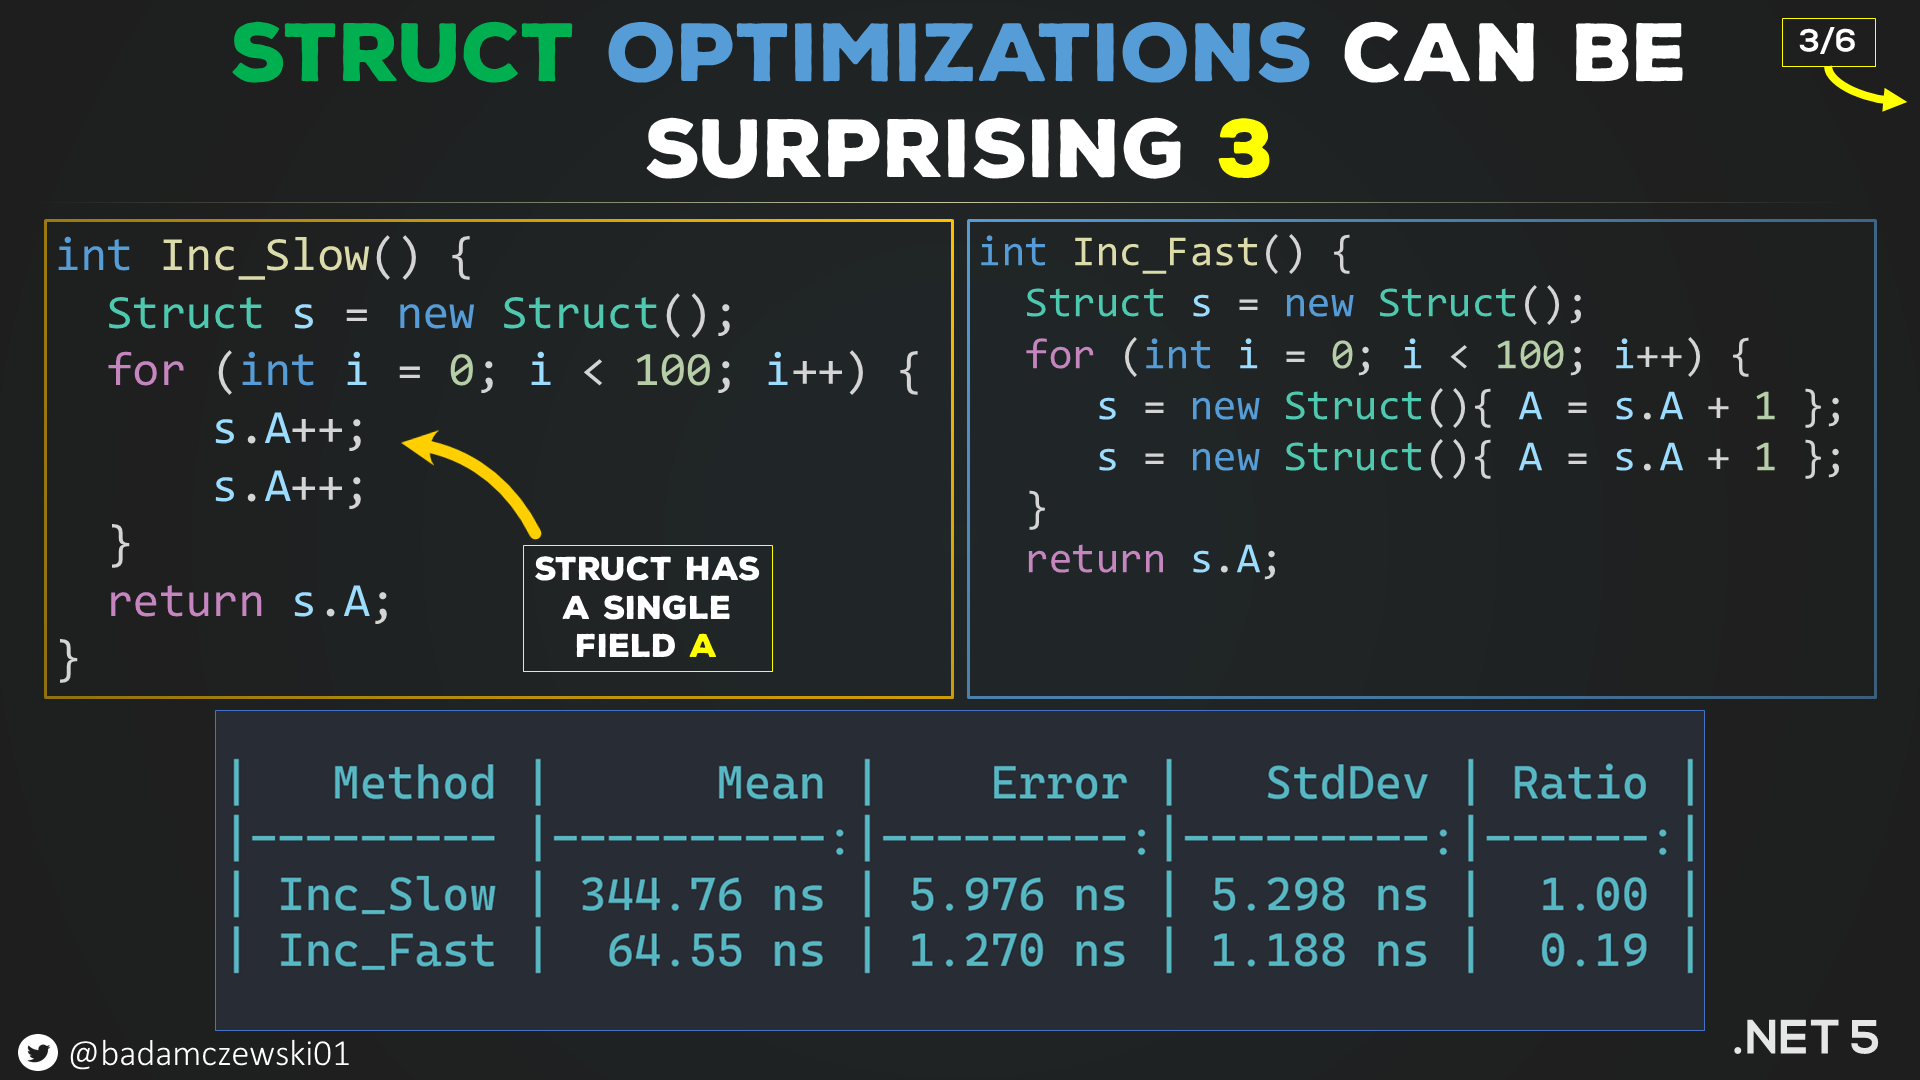 STRUCT OPTIMIZATIONS CAN BE
SURPRISING 3
3/6
int Inc_Slow() {
  Struct s = new Struct();
  for (int i = 0; i < 100; i++) {
      s.A++;
      s.A++;
  }
  return s.A;
}
STRUCT HAS
A SINGLE
FIELD A
int Inc_Fast() {
  Struct s = new Struct();
  for (int i = 0; i < 100; i++) {
     s = new Struct(){ A = s.A + 1 };
     s = new Struct(){ A = s.A + 1 };
  }
  return s.A;
|   Method |       Mean |    Error |   StdDev | Ratio |
|--------- |----------:|---------:|---------:|------:|
| Inc_Slow | 344.76 ns | 5.976 ns | 5.298 ns |  1.00 |
| Inc_Fast |  64.55 ns | 1.270 ns | 1.188 ns |  0.19 |
@badamczewski01
.NET 5